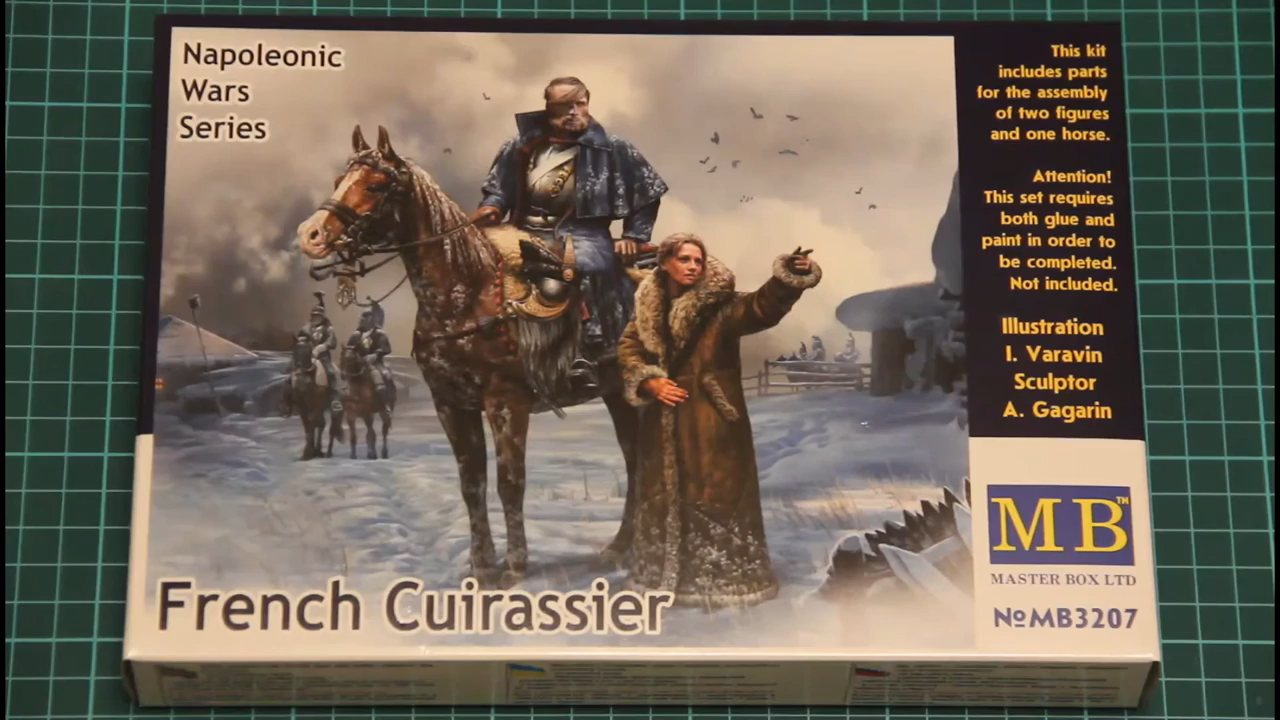 Napoleonic
Wars
Series
This kit
includes parts
for the assembly
of two figures
and one horse.
Attention!
This set requires
both glue and
paint in order to
be completed.
Not included.
Illustration
I. Varavin
Sculptor
A. Gagarin
French Cuirassier
MB™
MASTER BOX LTD
№MB3207